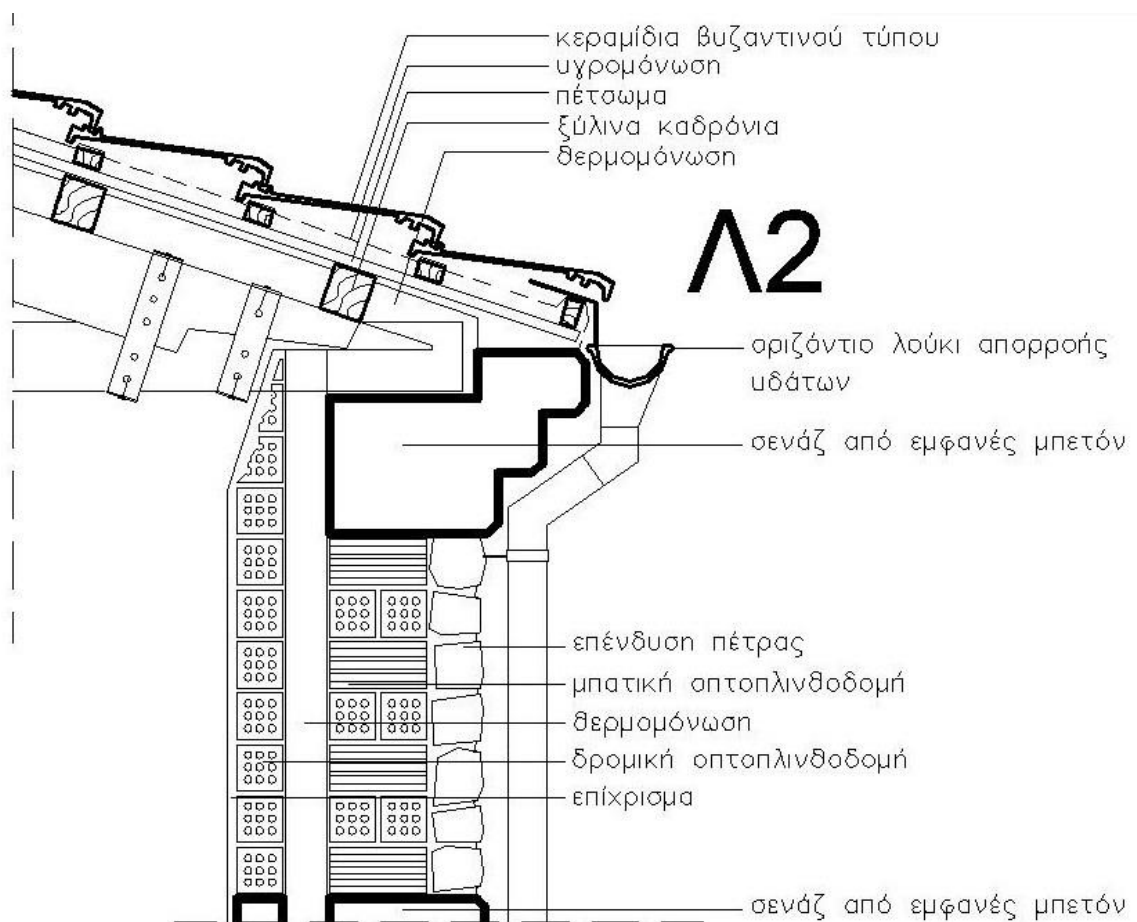 κεραμίδια βυζαντινού τύπου
υγρομόνωση
πέτσωμα
ξύλινα καδρόνια
θερμομόνωση
Λ2
οριζόντιο λούκι απορροής
υδάτων
σενάζ από εμφανές μπετόν
επένδυση πέτρας
μπατική οπτοπλινθοδομή
θερμομόνωση
δρομική οπτοπλινθοδομή
επίχρισμα
σενάζ από εμφανές μπετόν